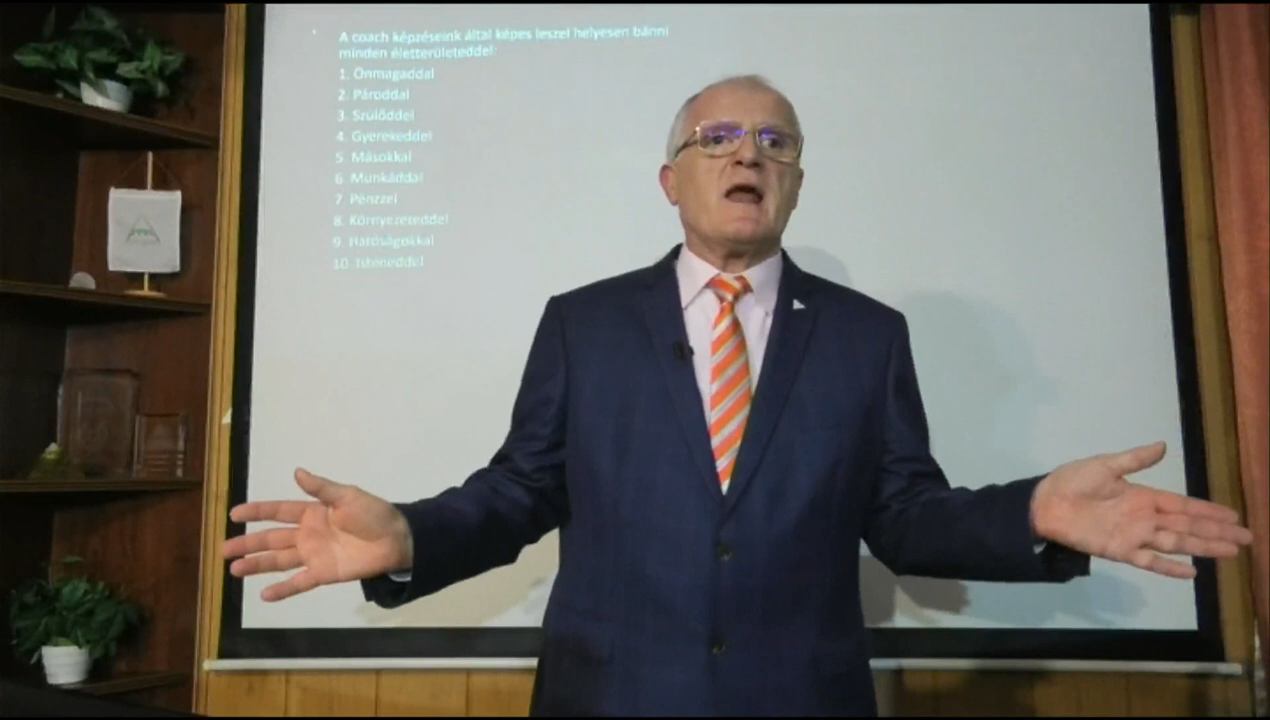 A coach képzéseink által képes leszel helyesen bánni
minden életterületeddel:
1. Önmagaddal
2. Pároddal
3. Szülőddel
4. Gyerekeddel
5. Másokkal
6. Munkáddal
7. Pénzzel
8. Környezeteddel
9. Hatóságokkal
10. Isteneddel